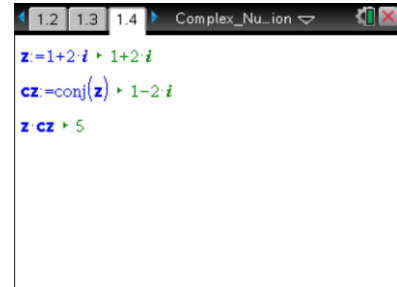 1.2 1.3 1.4 Complex_Nu…ion
z:=1+2·i ▸ 1+2·i
cz:=conj(z) ▸ 1−2·i
z·cz ▸ 5